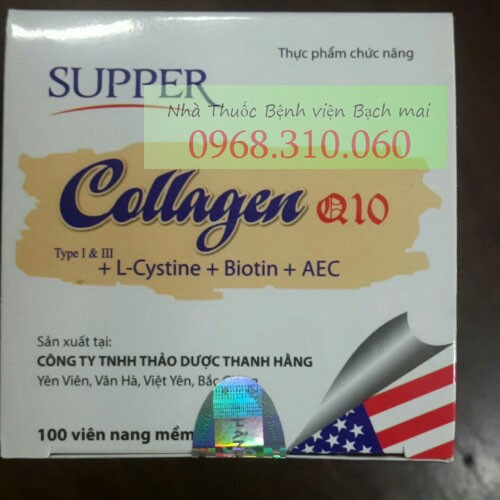 Thực phẩm chức năng
SUPPER
Nhà Thuốc Bệnh viện Bạch mai
0968.310.060
Collagen Q10
Type I & III
+ L-Cystine + Biotin + AEC
Sản xuất tại:
CÔNG TY TNHH THẢO DƯỢC THANH HẰNG
Yên Viên, Vân Hà, Việt Yên,
100 viên nang mềm